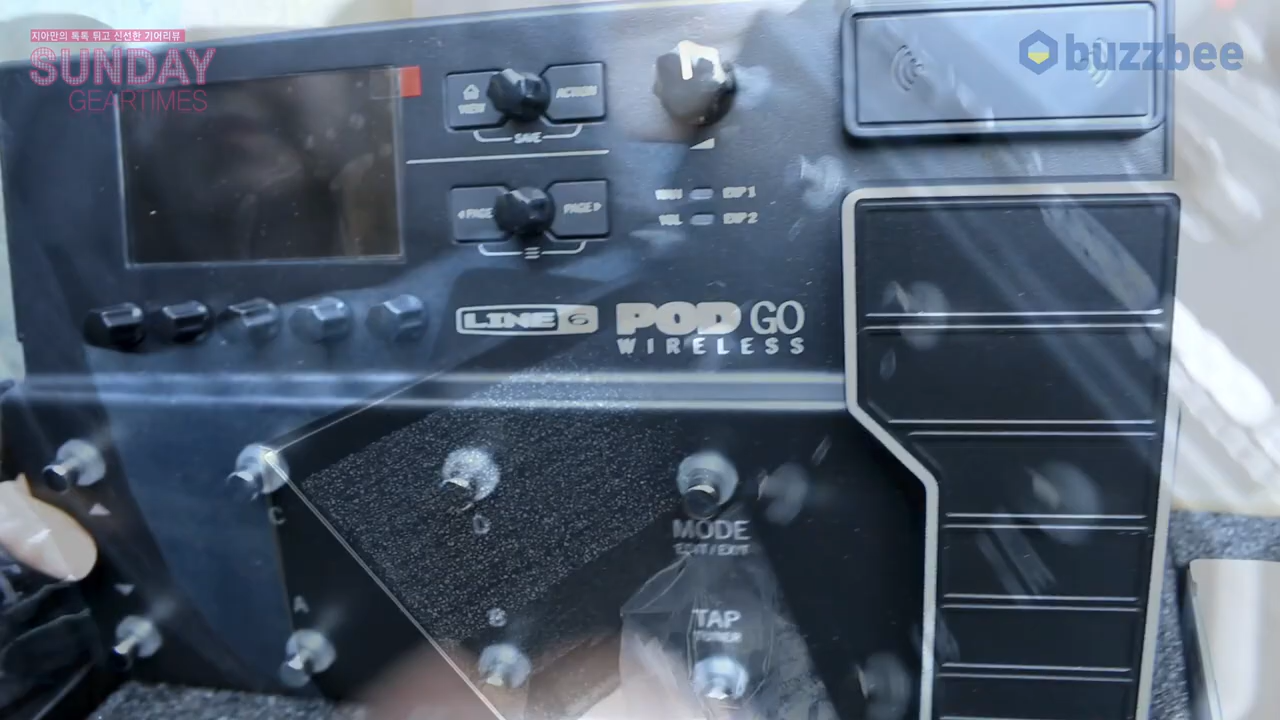 지아만의 톡톡 튀고 신선한 기어리뷰
SUNDAY
GEARTIMES
buzzbee
VIEW
ACTION
SAVE
PAGE
PAGE
EXP 1
VOL
EXP 2
LINE 6
POD GO
WIRELESS
C
D
MODE
EDIT/EXIT
A
B
TAP
TUNER